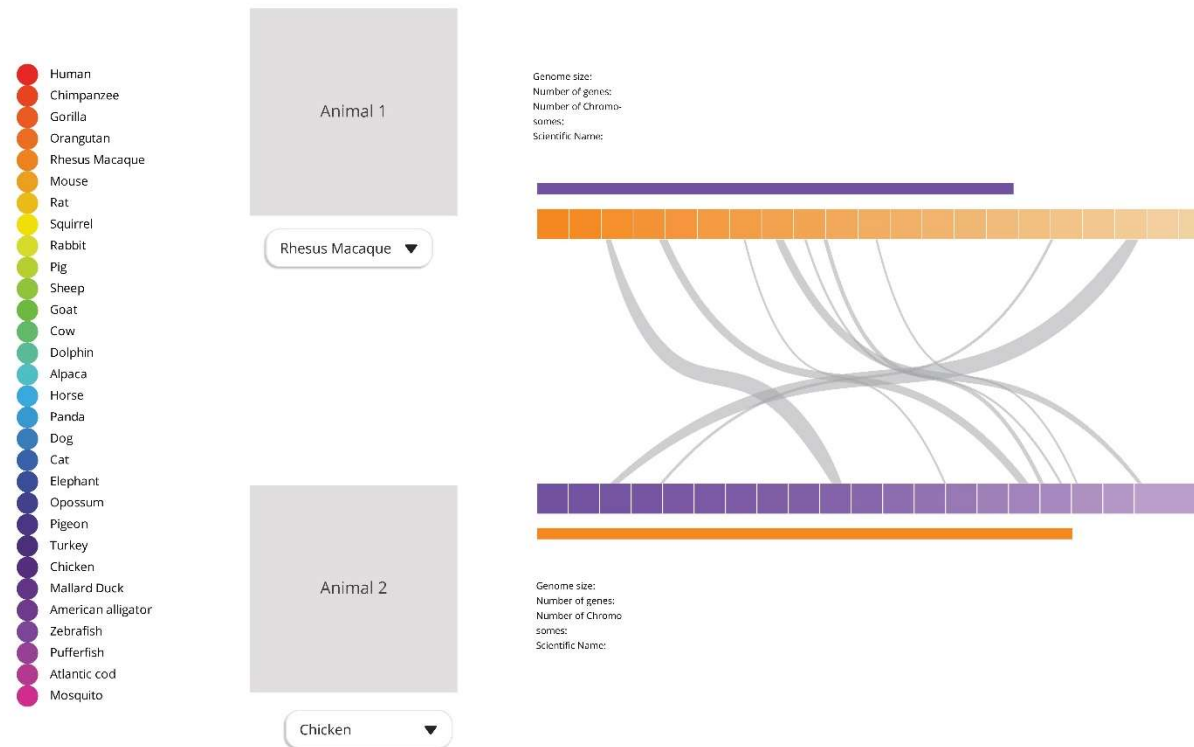 Human
Chimpanzee
Gorilla
Orangutan
Rhesus Macaque
Mouse
Rat
Squirrel
Rabbit
Pig
Sheep
Goat
Cow
Dolphin
Alpaca
Horse
Panda
Dog
Cat
Elephant
Opossum
Pigeon
Turkey
Chicken
Mallard Duck
American alligator
Zebrafish
Pufferfish
Atlantic cod
Mosquito
Animal 1
Rhesus Macaque
Genome size:
Number of genes:
Number of Chromo-
somes:
Scientific Name:
Animal 2
Chicken
Genome size:
Number of genes:
Number of Chromo
somes:
Scientific Name: